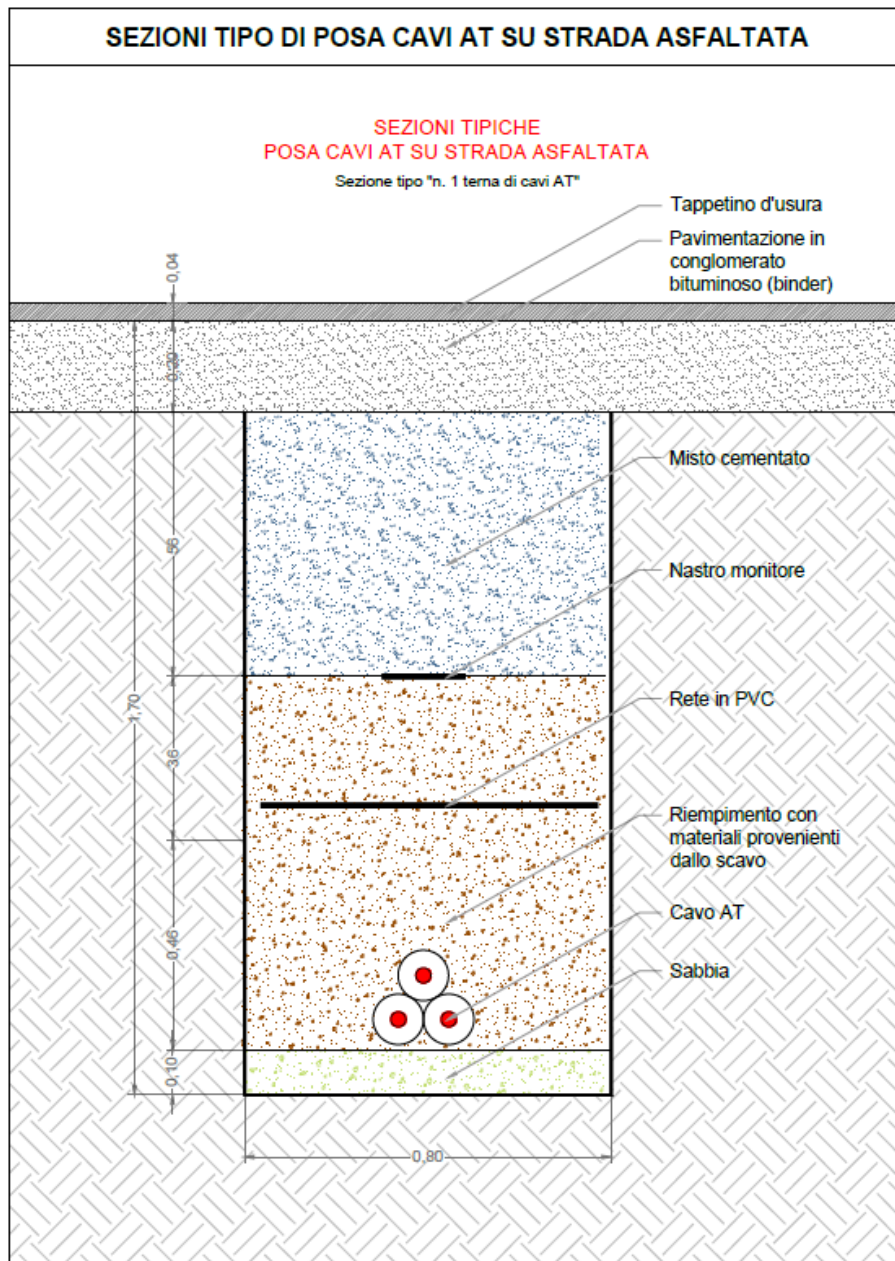 SEZIONI TIPO DI POSA CAVI AT SU STRADA ASFALTATA
SEZIONI TIPICHE
POSA CAVI AT SU STRADA ASFALTATA
Sezione tipo "n. 1 terna di cavi AT"
Tappetino d'usura
Pavimentazione in
conglomerato
bituminoso (binder)
0,04
0,20
Misto cementato
Nastro monitore
Rete in PVC
1,70
36
Riempimento con
materiali provenienti
dallo scavo
Cavo AT
0,46
Sabbia
0,10
0,80